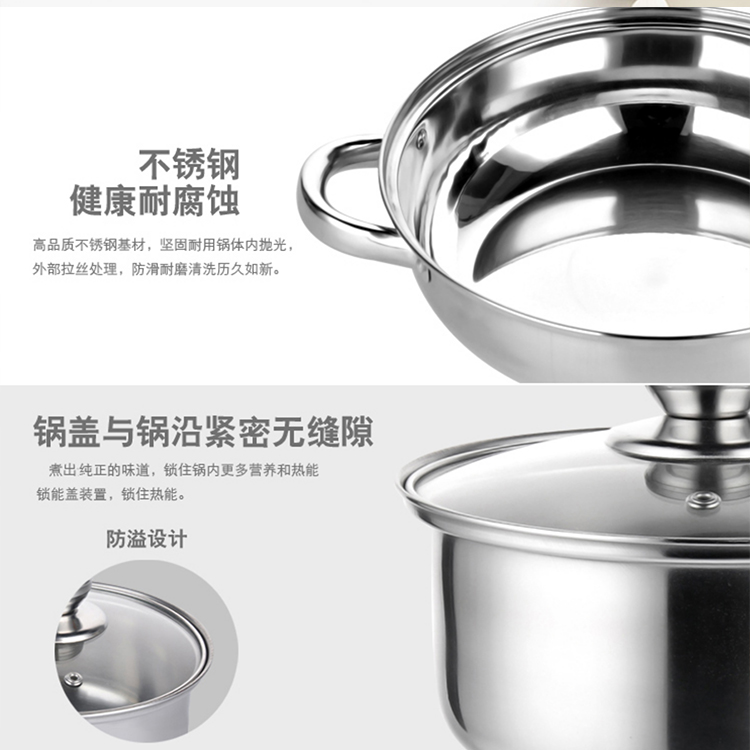 不锈钢
健康耐腐蚀
高品质不锈钢基材，坚固耐用锅体内抛光，
外部拉丝处理，防滑耐磨清洗历久如新。
锅盖与锅沿紧密无缝隙
煮出纯正的味道，锁住锅内更多营养和热能
锁能盖装置，锁住热能。
防溢设计